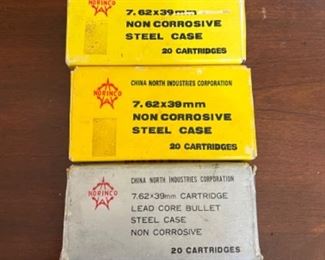 NORINCO
7.62x39mm
NON CORROSIVE
STEEL CASE
20 CARTRIDGES
CHINA NORTH INDUSTRIES CORPORATION
NORINCO
7.62x39mm
NON CORROSIVE
STEEL CASE
20 CARTRIDGES
CHINA NORTH INDUSTRIES CORPORATION
NORINCO
7.62x39mm CARTRIDGE
LEAD CORE BULLET
STEEL CASE
NON CORROSIVE
20 CARTRIDGES